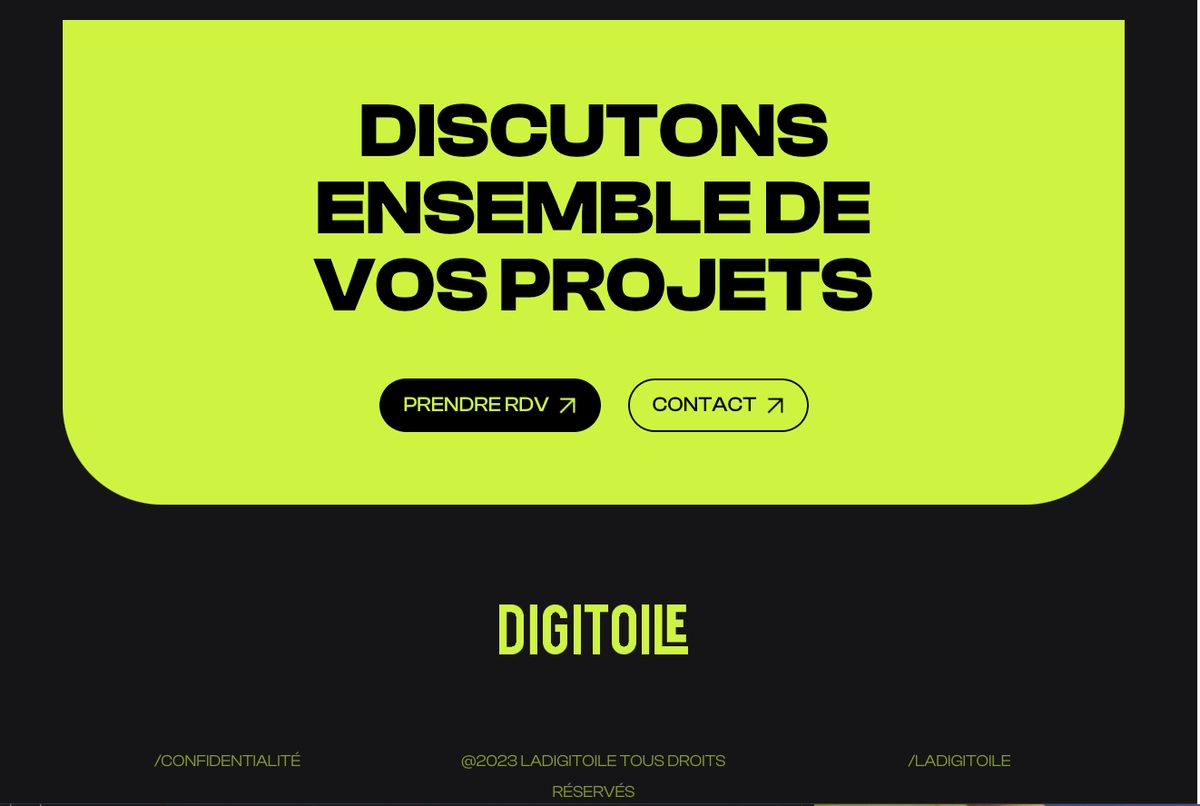 DISCUTONS
ENSEMBLE DE
VOS PROJETS
PRENDRE RDV
CONTACT
DIGITOILE
/CONFIDENTIALITÉ
@2023 LADIGITOILE TOUS DROITS
RÉSERVÉS
/LADIGITOILE